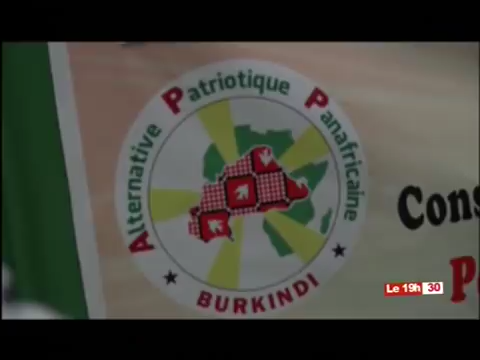 Alternative Patriotique Panafricaine
BURKINDI
Cons
P
Le 19h 30